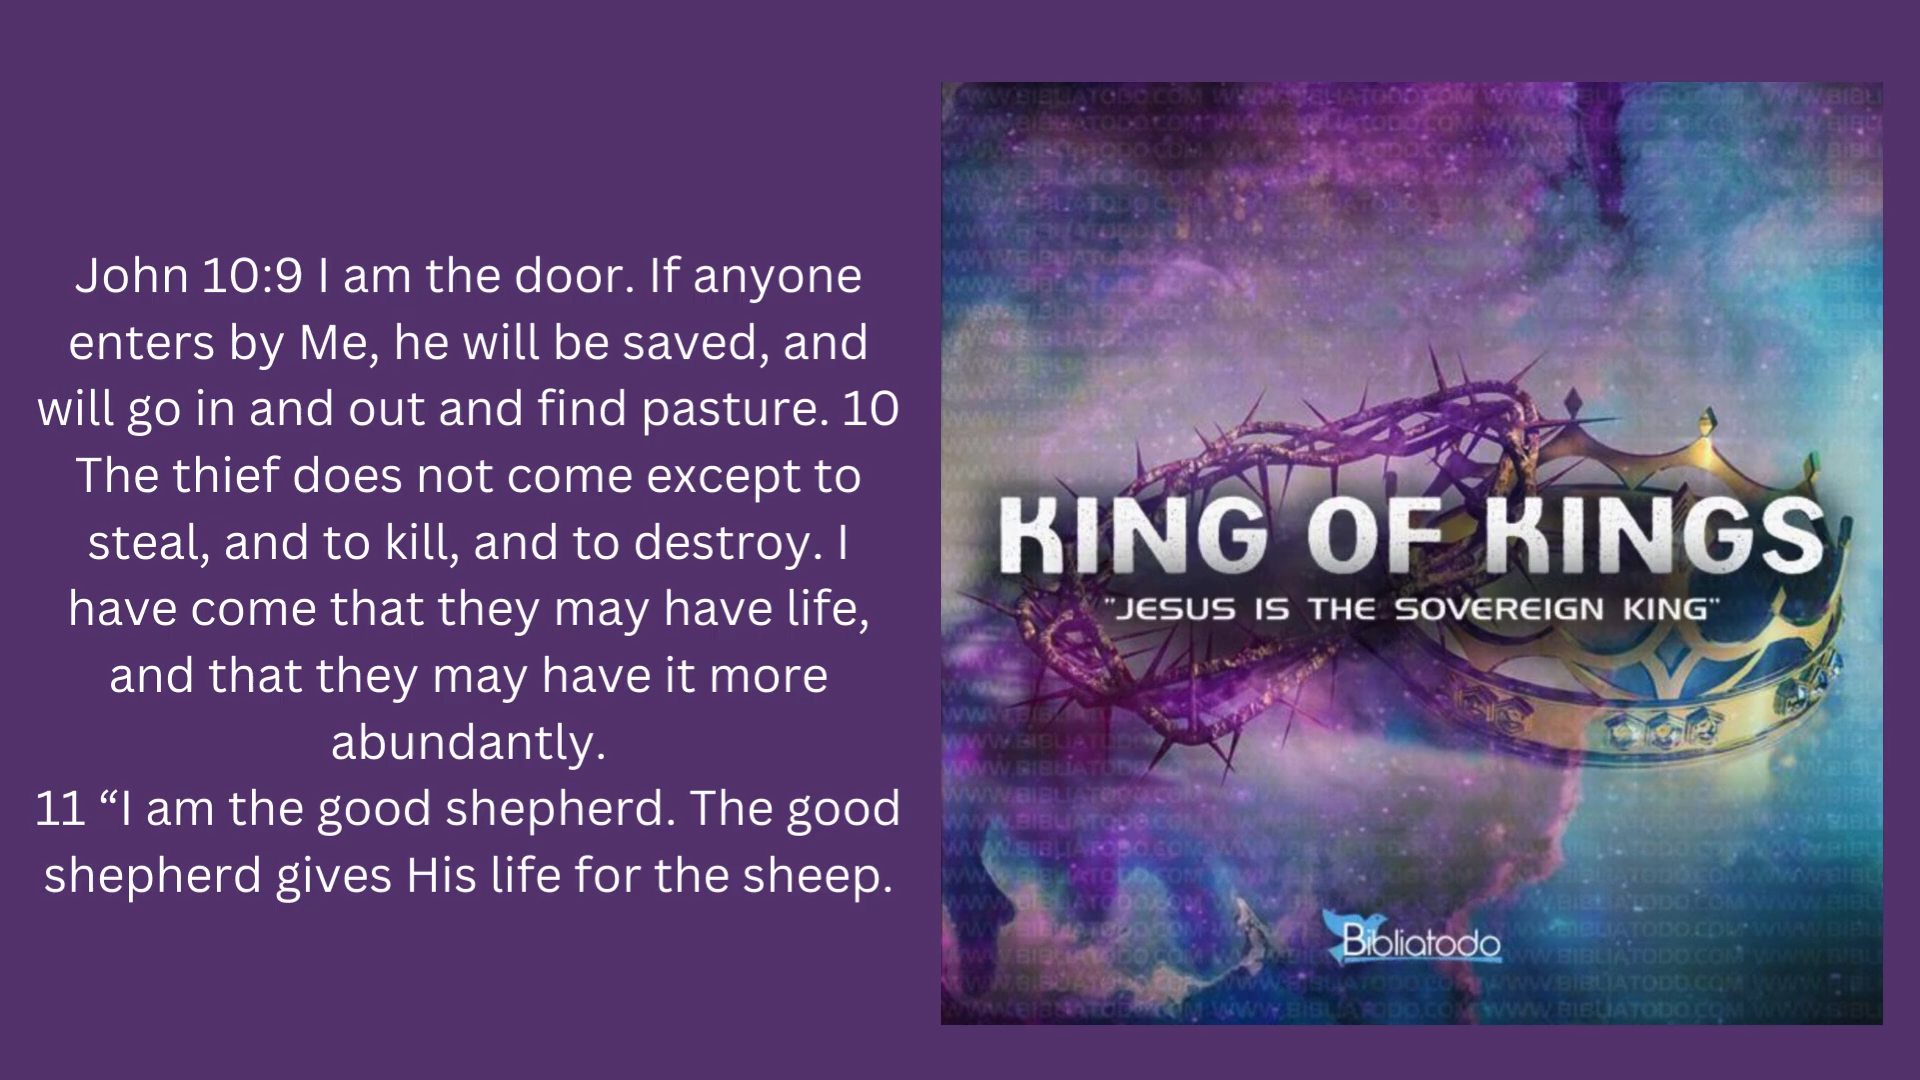 John 10:9 I am the door. If anyone
enters by Me, he will be saved, and
will go in and out and find pasture. 10
The thief does not come except to
steal, and to kill, and to destroy. I
have come that they may have life,
and that they may have it more
abundantly.
11 “I am the good shepherd. The good
shepherd gives His life for the sheep.
KING OF KINGS
"JESUS IS THE SOVEREIGN KING"
Bibliatodo